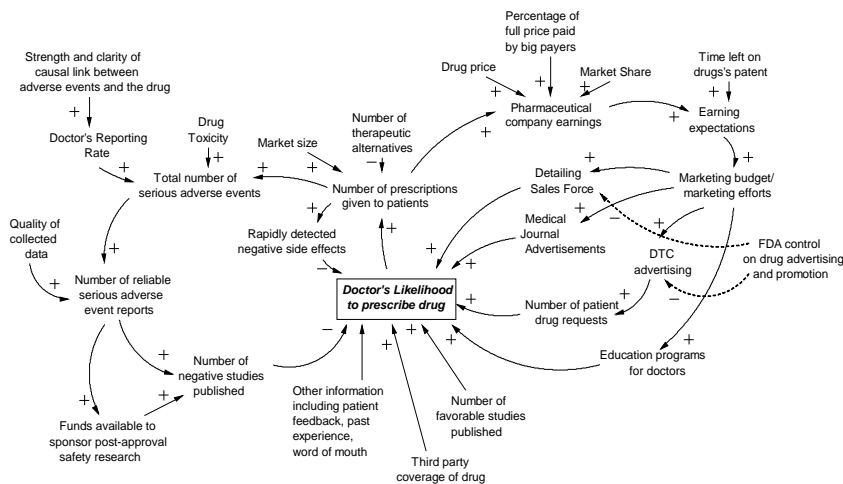 Percentage of
full price paid
by big payers
Strength and clarity of
causal link between
adverse events and the drug
Drug price
Market Share
Time left on
drugs's patent
Pharmaceutical
company earnings
Earning
expectations
Doctor's Reporting
Rate
Drug
Toxicity
Market size
Number of
therapeutic
alternatives
Total number of
serious adverse events
Number of prescriptions
given to patients
Detailing
Sales Force
Marketing budget/
marketing efforts
Quality of
collected
data
Rapidly detected
negative side effects
Medical
Journal
Advertisements
DTC
advertising
FDA control
on drug advertising
and promotion
Number of reliable
serious adverse
event reports
Doctor's Likelihood
to prescribe drug
Number of patient
drug requests
Number of
negative studies
published
Education programs
for doctors
Other information
including patient
feedback, past
experience,
word of mouth
Number of
favorable studies
published
Funds available to
sponsor post-approval
safety research
Third party
coverage of drug